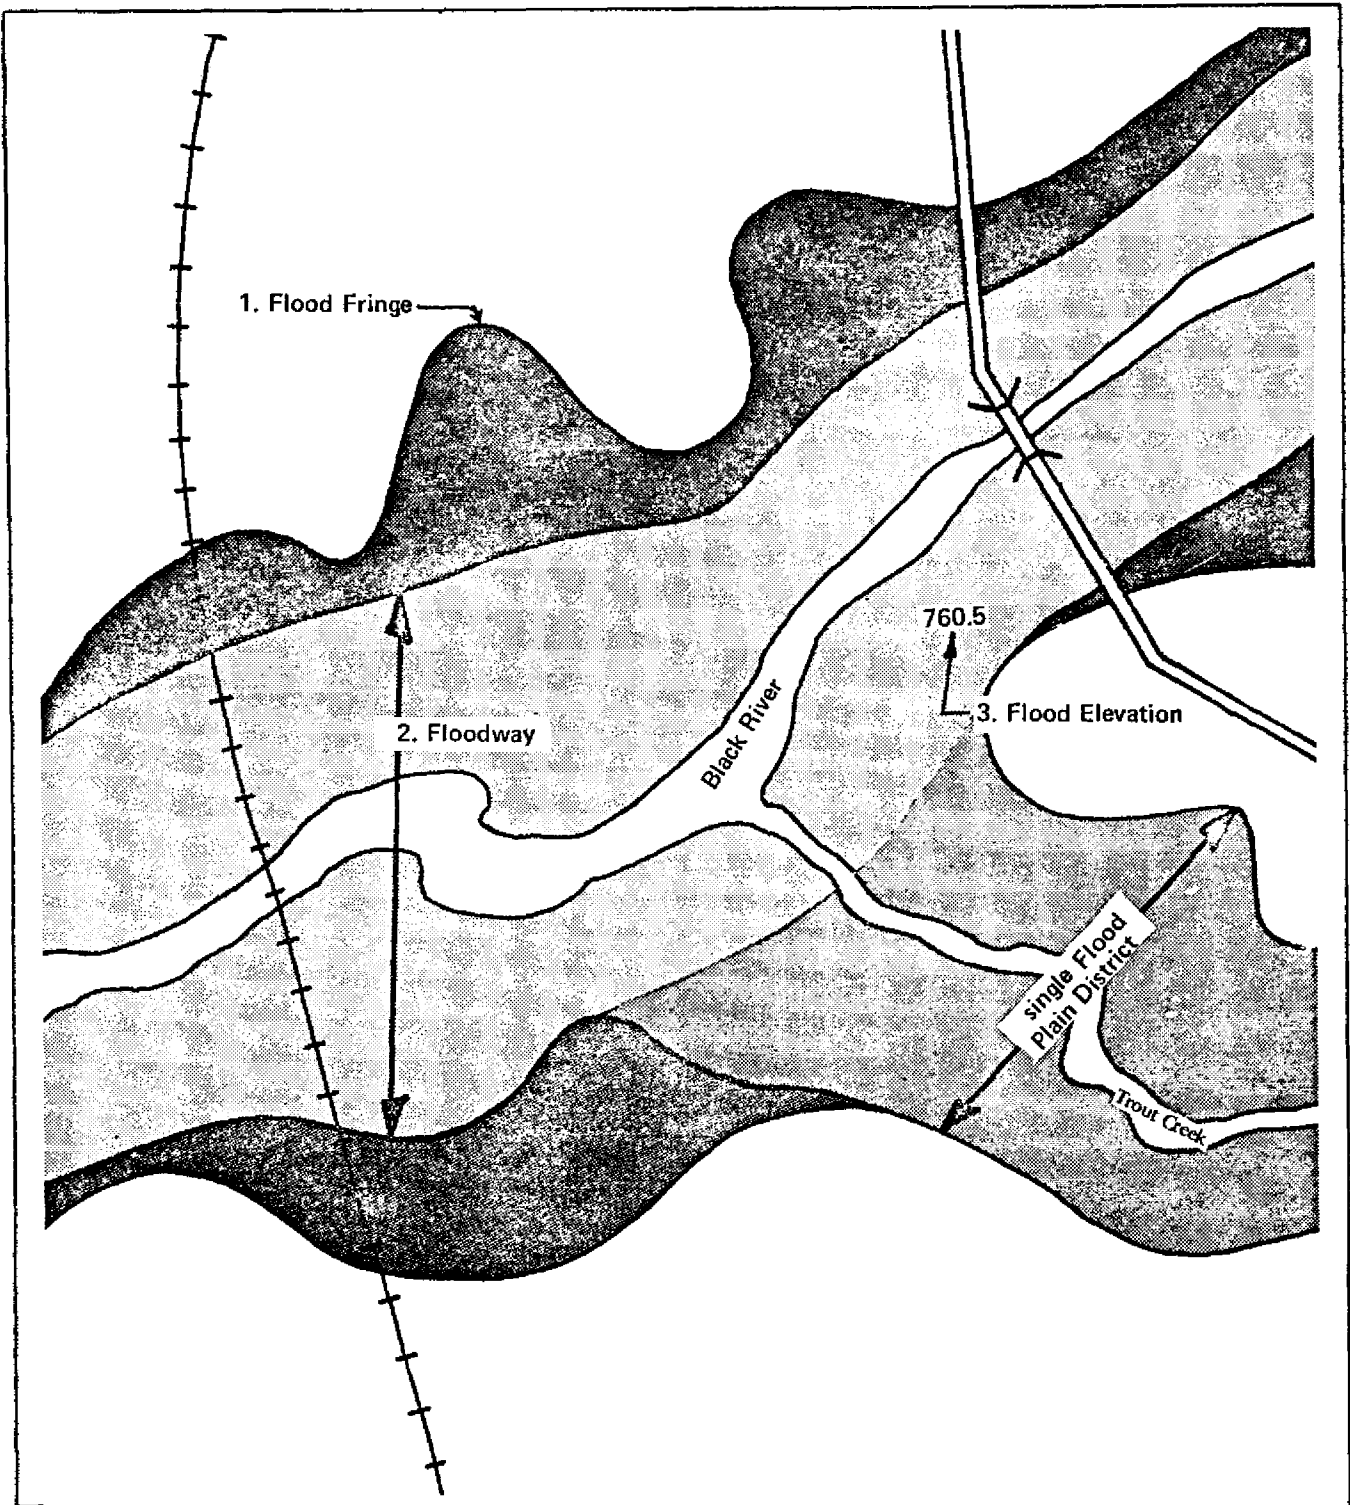 1. Flood Fringe
760.5
3. Flood Elevation
2. Floodway
Black River
single Flood
Plain District
Trout Creek